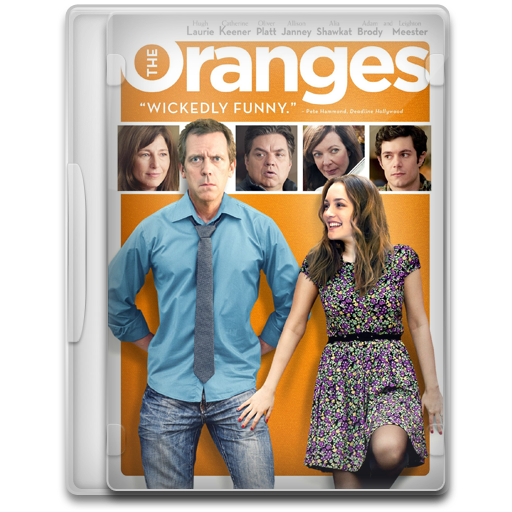 Hugh Catherine Oliver Allison Alia Adam and Leighton
Laurie Keener Platt Janney Shawkat Brody Meester
THE Oranges
“WICKEDLY FUNNY.” – Pete Hammond, Deadline Hollywood